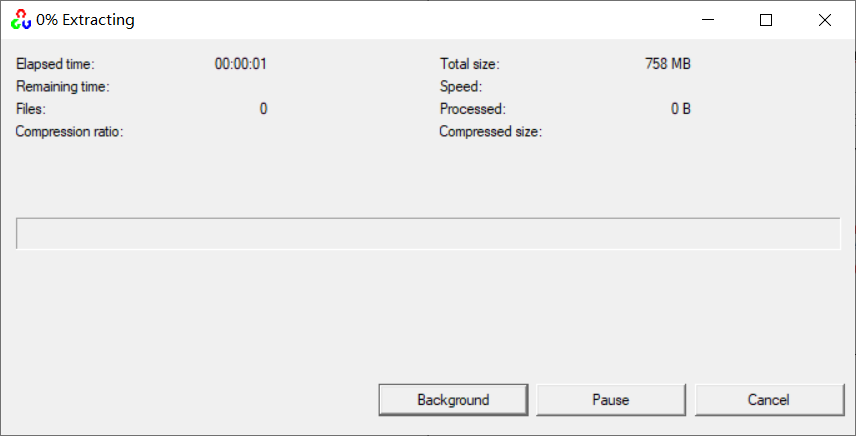 0% Extracting
Elapsed time: 00:00:01 Total size: 758 MB
Remaining time: Speed:
Files: 0 Processed: 0 B
Compression ratio: Compressed size:
Background Pause Cancel